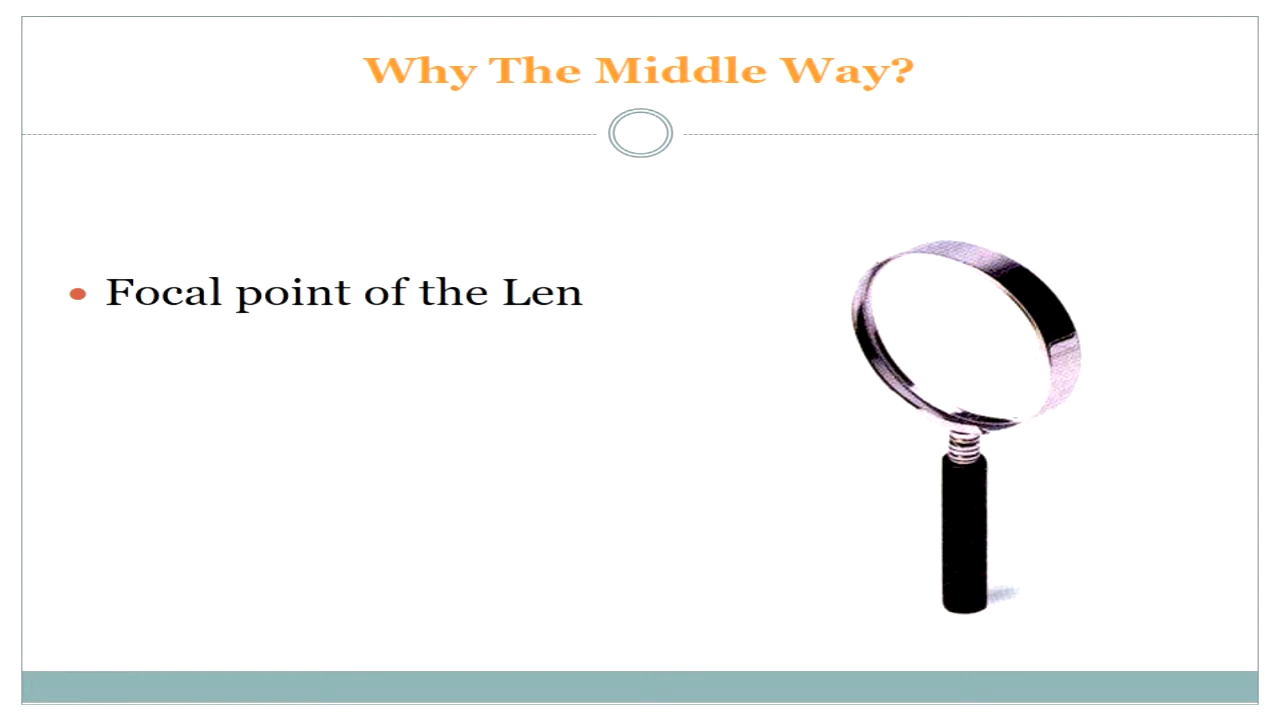 Why The Middle Way?
Focal point of the Len